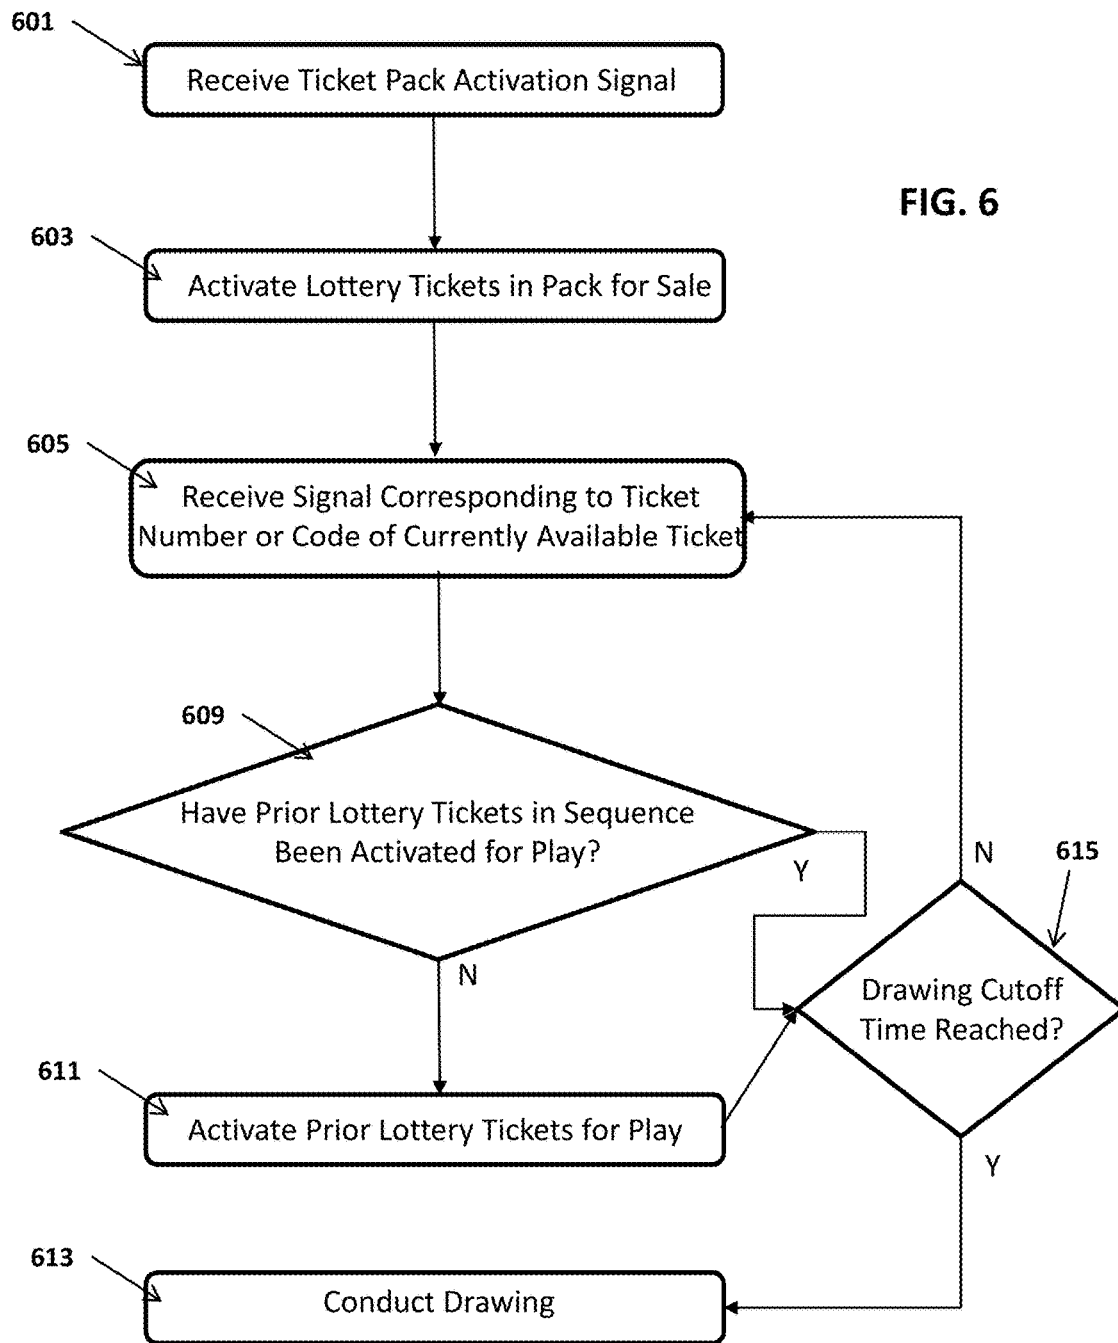 601
Receive Ticket Pack Activation Signal
FIG. 6
603
Activate Lottery Tickets in Pack for Sale
605
Receive Signal Corresponding to Ticket
Number or Code of Currently Available Ticket
609
Have Prior Lottery Tickets in Sequence
Been Activated for Play?
Y
N
N
615
Drawing Cutoff
Time Reached?
611
Activate Prior Lottery Tickets for Play
Y
613
Conduct Drawing